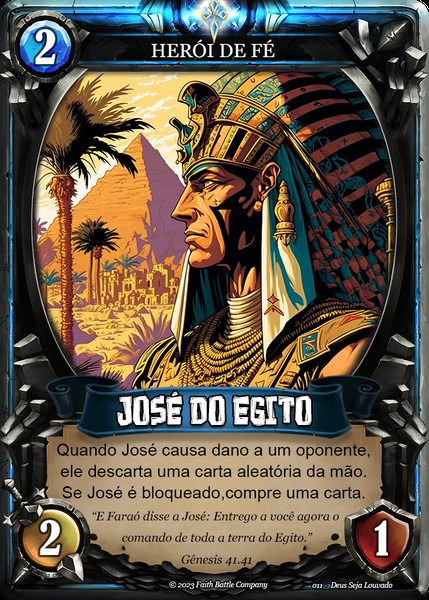 2
HERÓI DE FÉ
JOSÉ DO EGITO
Quando José causa dano a um oponente,
ele descarta uma carta aleatória da mão.
Se José é bloqueado,compre uma carta.
“E Faraó disse a José: Entrego a você agora o
comando de toda a terra do Egito.”
Gênesis 41.41
2
1
© 2023 Faith Battle Company
011 - Deus Seja Louvado